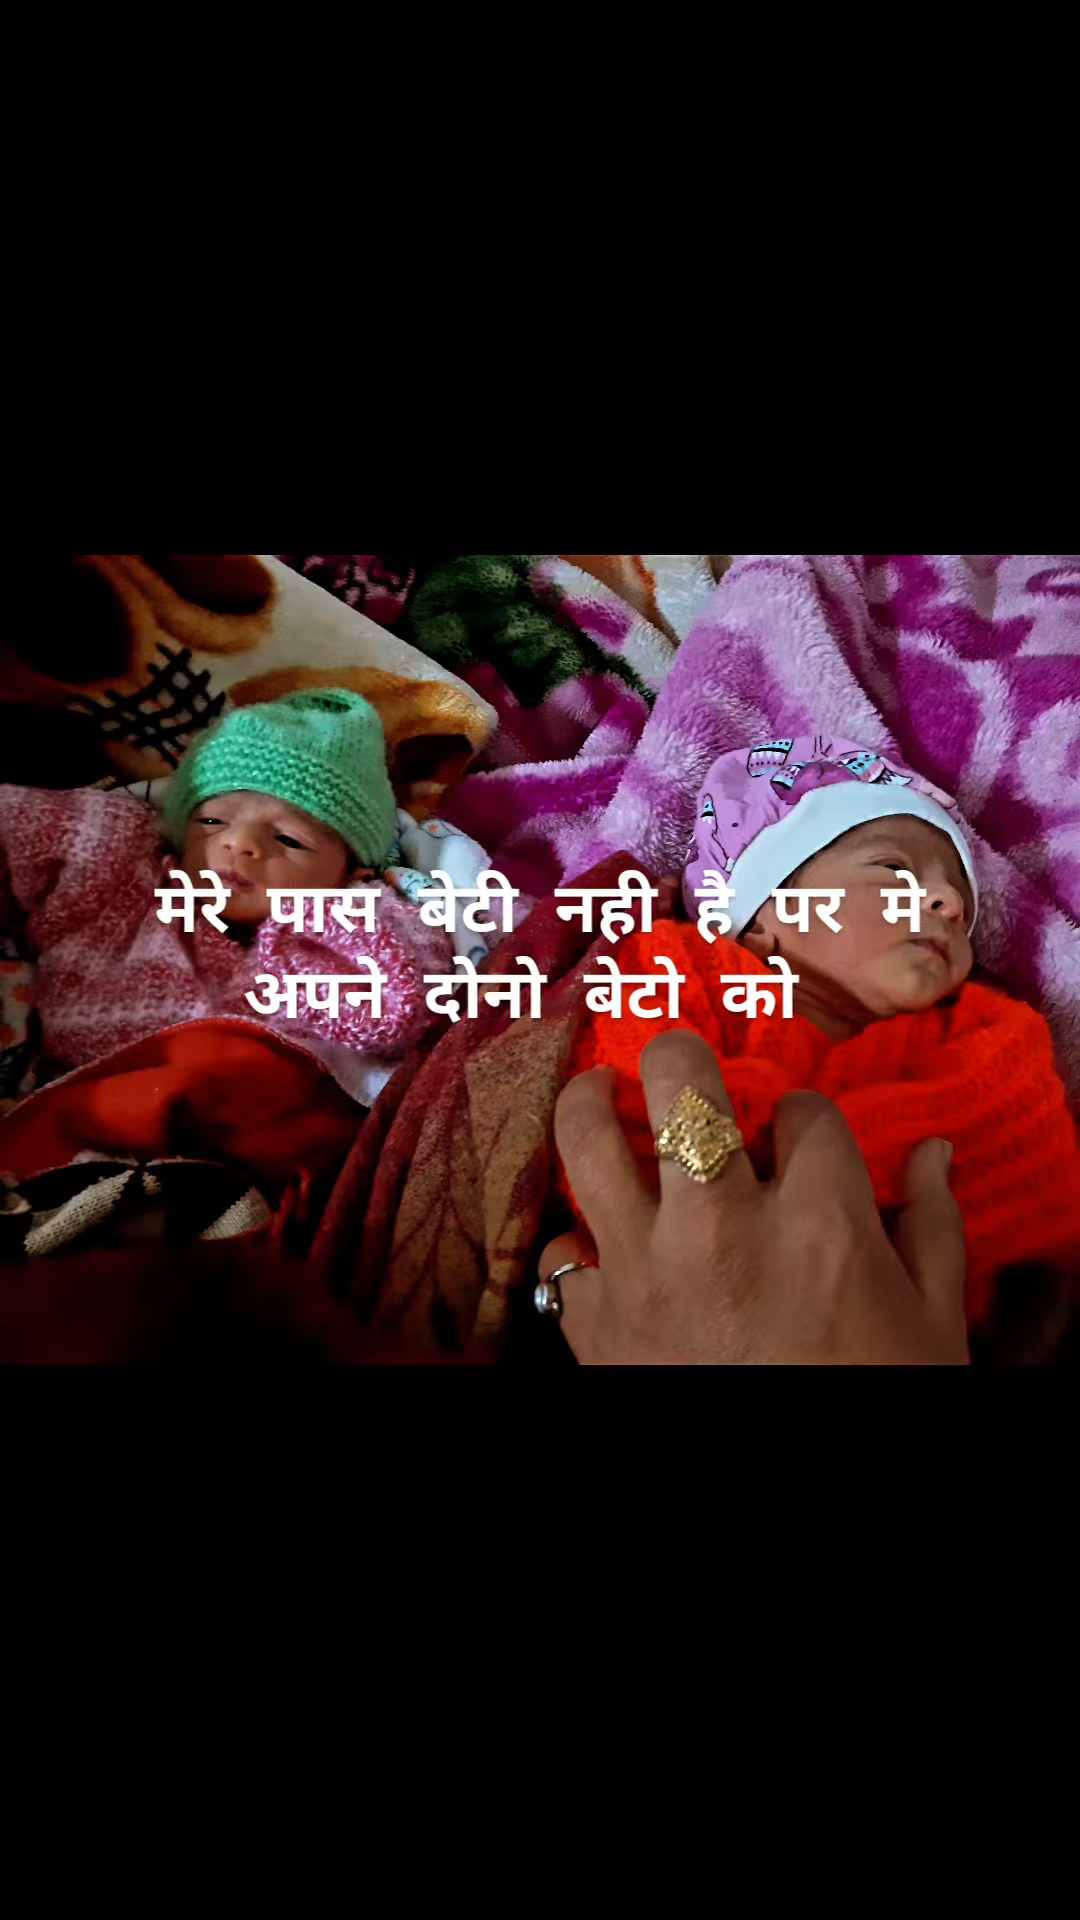 मेरे पास बेटी नही है पर मे
अपने दोनो बेटो को